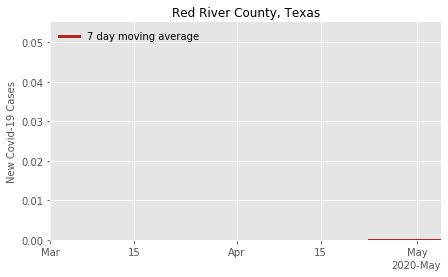 Red River County, Texas
7 day moving average
New Covid-19 Cases
0.05
0.04
0.03
0.02
0.01
0.00
Mar
15
Apr
15
May
2020-May